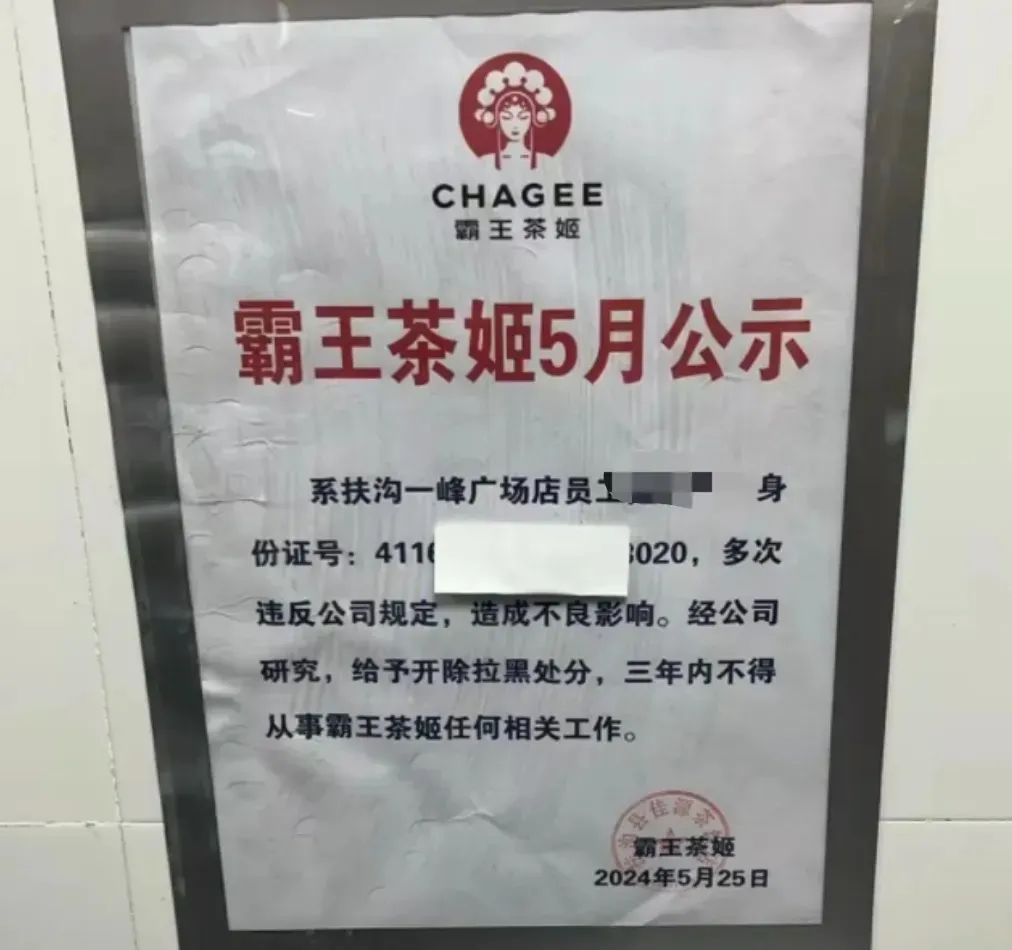 CHAGEE
霸王茶姬
霸王茶姬5月公示
系扶沟一峰广场店员工 身
份证号：4116 3020，多次
违反公司规定，造成不良影响。经公司
研究，给予开除拉黑处分，三年内不得
从事霸王茶姬任何相关工作。
霸王茶姬
2024年5月25日